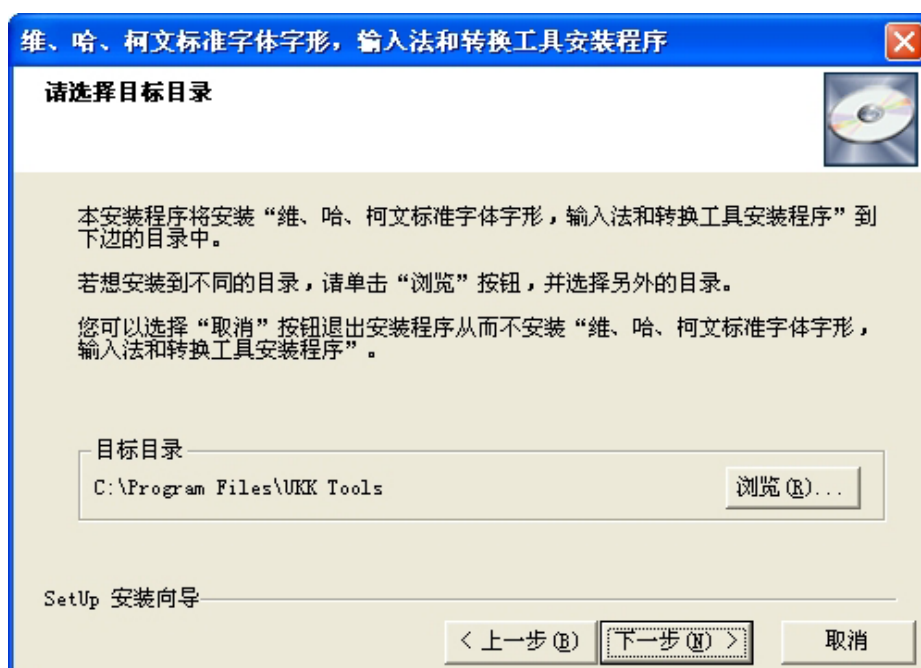 维、哈、柯文标准字体字形，输入法和转换工具安装程序
请选择目标目录
本安装程序将安装“维、哈、柯文标准字体字形，输入法和转换工具安装程序”到
下边的目录中。
若想安装到不同的目录，请单击“浏览”按钮，并选择另外的目录。
您可以选择“取消”按钮退出安装程序从而不安装“维、哈、柯文标准字体字形，
输入法和转换工具安装程序”。
目标目录
C:\Program Files\UKK Tools
浏览(R)...
SetUp 安装向导
< 上一步(B)
下一步(N) >
取消